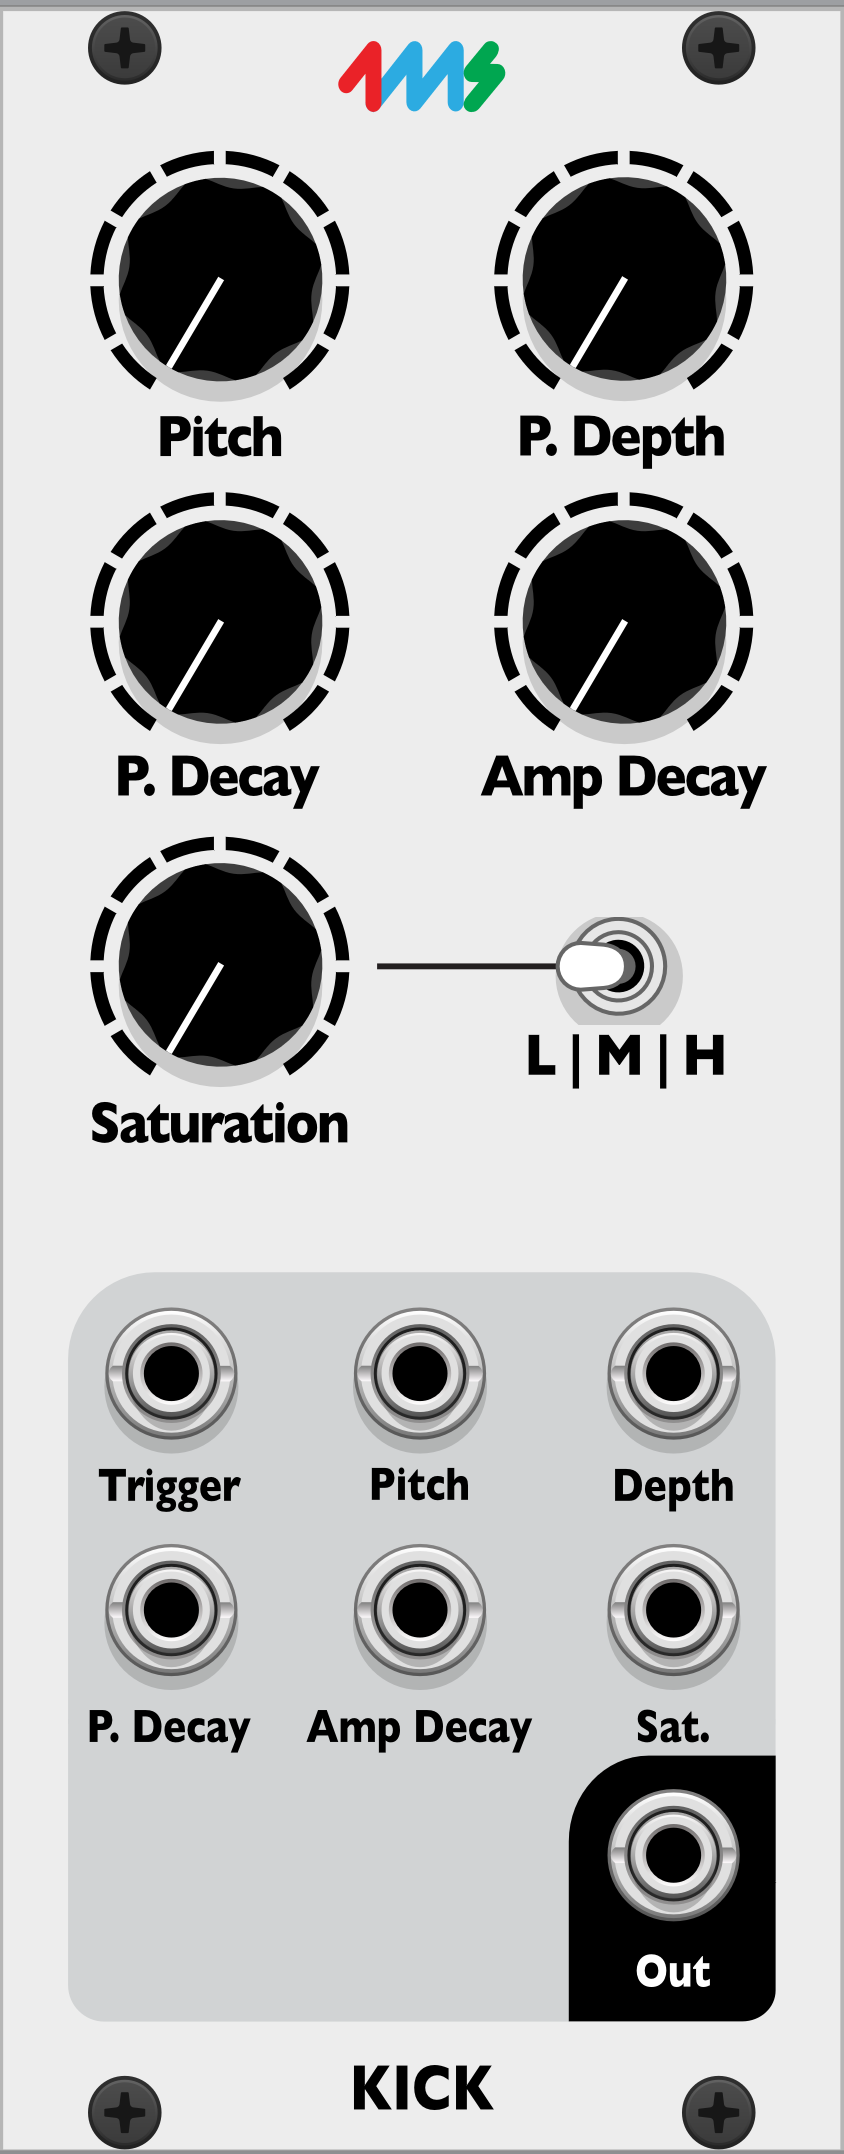 4ms
Pitch
P. Depth
P. Decay
Amp Decay
Saturation
L | M | H
Trigger
Pitch
Depth
P. Decay
Amp Decay
Sat.
Out
KICK